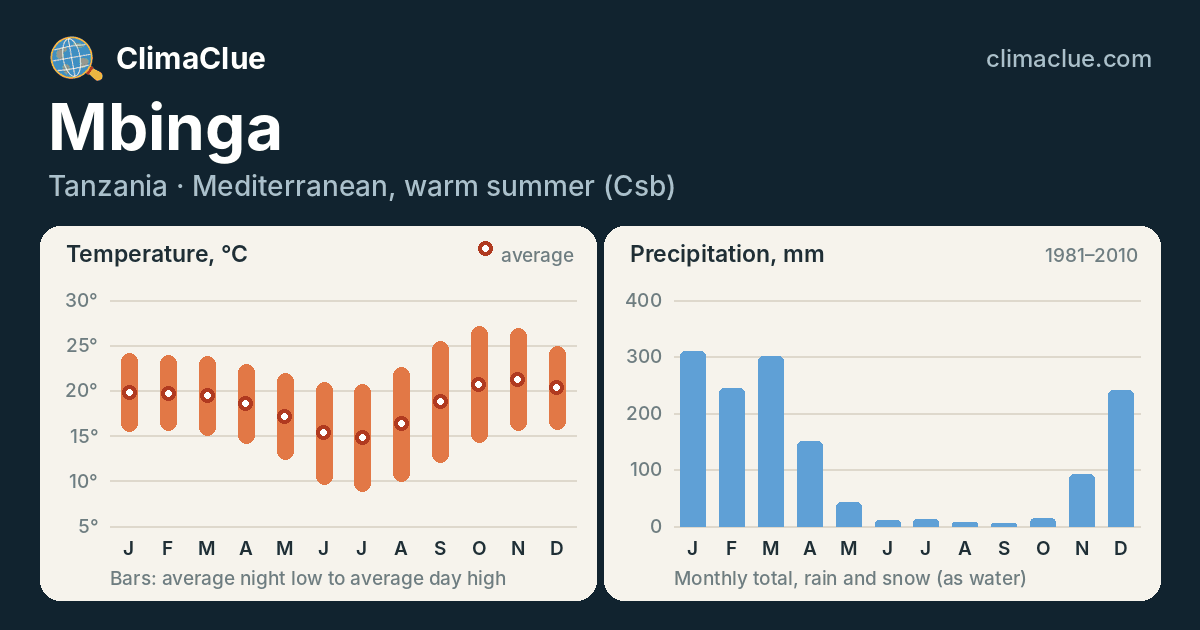 ClimaClue
climaclue.com
Mbinga
Tanzania · Mediterranean, warm summer (Csb)
Temperature, °C
average
30°
25°
20°
15°
10°
5°
J F M A M J J A S O N D
Bars: average night low to average day high
Precipitation, mm
1981–2010
400
300
200
100
0
J F M A M J J A S O N D
Monthly total, rain and snow (as water)